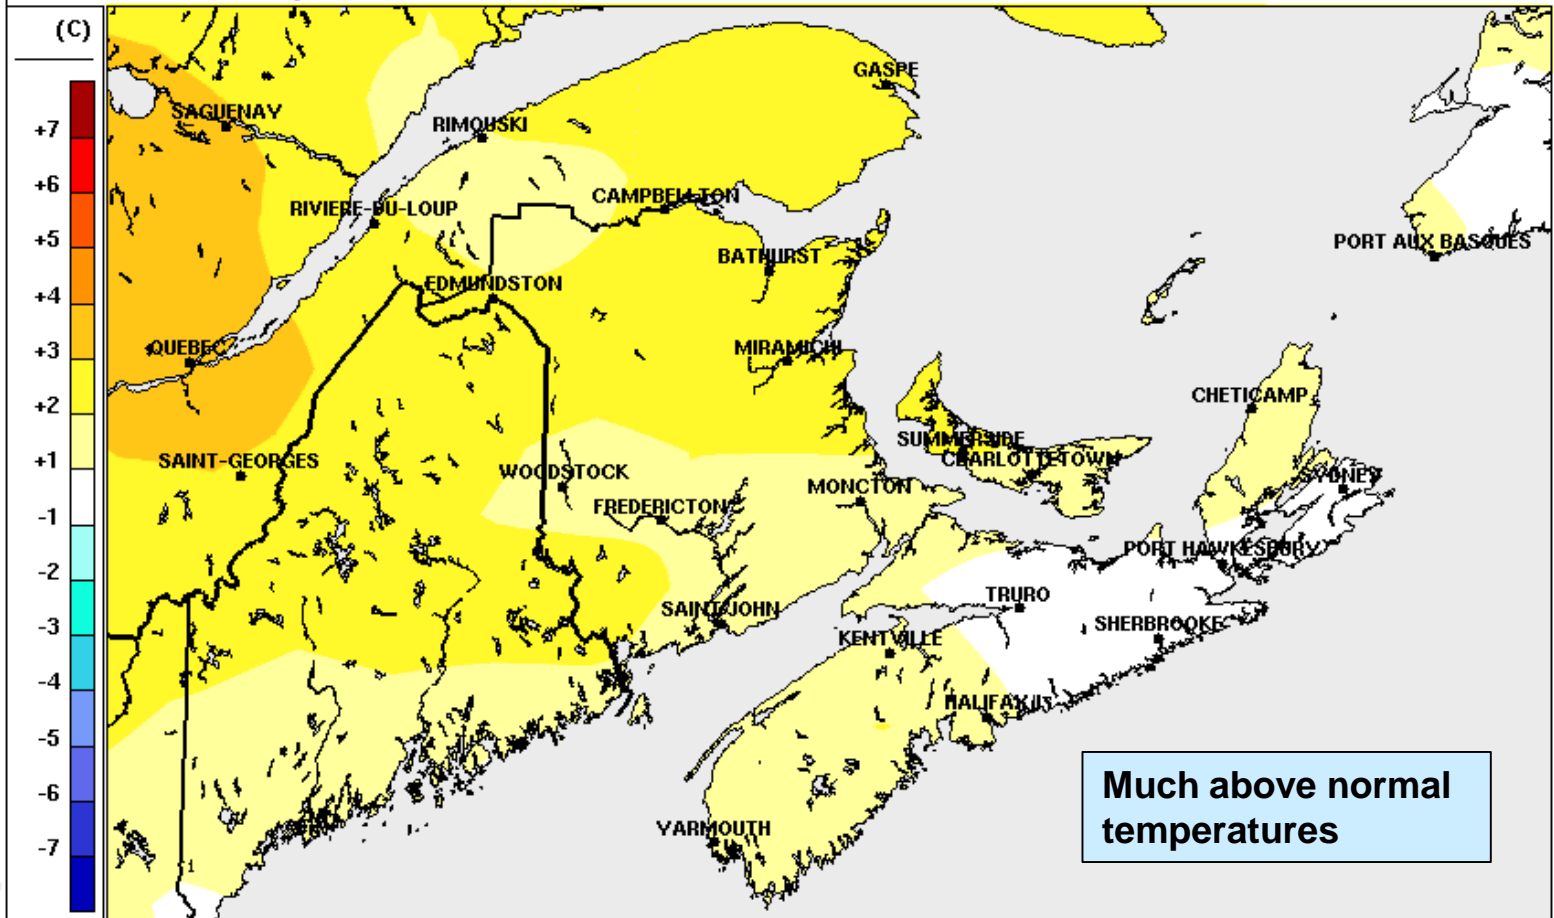 (C)
+7
+6
+5
+4
+3
+2
+1
-1
-2
-3
-4
-5
-6
-7
GASPE
SAGUENAY
RIMOUSKI
CAMPBELLTON
RIVIERE-DU-LOUP
PORT AUX BASQUES
BATHURST
EDMUNDSTON
QUEBEC
MIRAMICHI
CHETICAMP
SUMMERSIDE
CHARLOTTETOWN
SAINT-GEORGES
WOODSTOCK
SYDNEY
MONCTON
FREDERICTON
PORT HAWKESBURY
TRURO
SAINT JOHN
SHERBROOKE
KENTVILLE
HALIFAX
YARMOUTH
Much above normal
temperatures